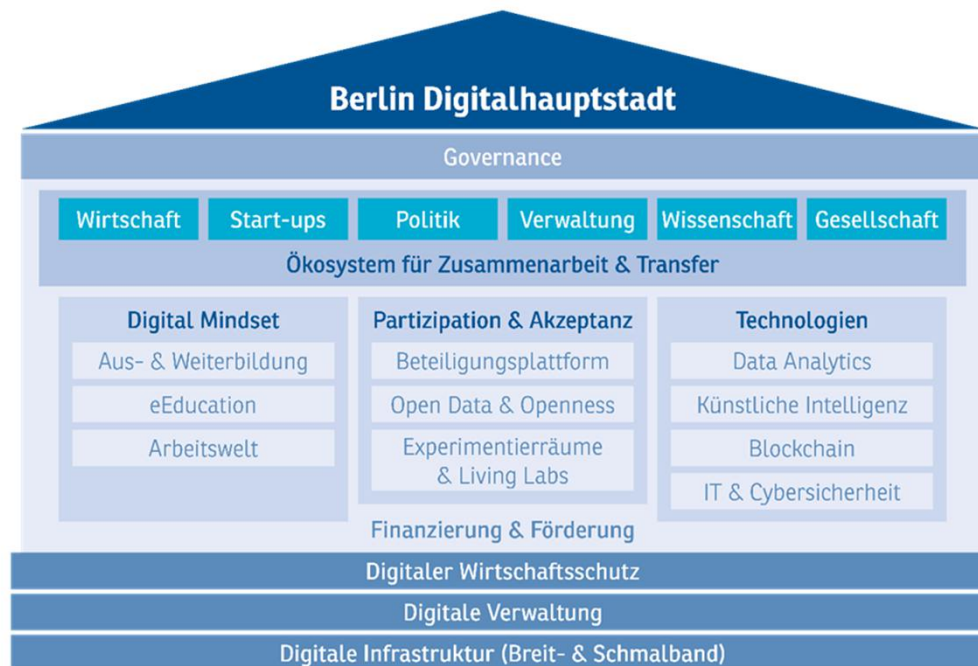 Berlin Digitalhauptstadt
Governance
Wirtschaft
Start-ups
Politik
Verwaltung
Wissenschaft
Gesellschaft
Ökosystem für Zusammenarbeit & Transfer
Digital Mindset
Aus- & Weiterbildung
eEducation
Arbeitswelt
Partizipation & Akzeptanz
Beteiligungsplattform
Open Data & Openness
Experimentierräume
& Living Labs
Technologien
Data Analytics
Künstliche Intelligenz
Blockchain
IT & Cybersicherheit
Finanzierung & Förderung
Digitaler Wirtschaftsschutz
Digitale Verwaltung
Digitale Infrastruktur (Breit- & Schmalband)